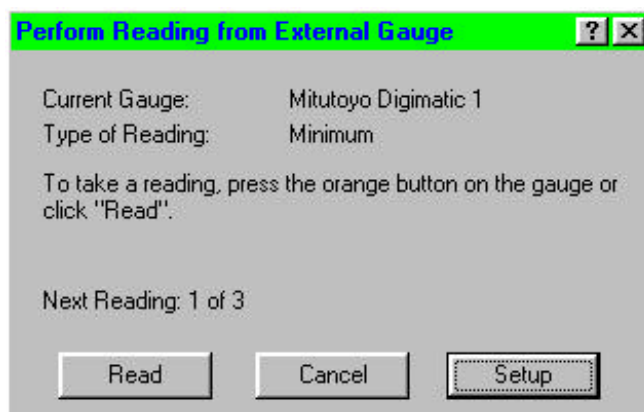 Perform Reading from External Gauge
Current Gauge: Mitutoyo Digimatic 1
Type of Reading: Minimum
To take a reading, press the orange button on the gauge or
click "Read".
Next Reading: 1 of 3
Read Cancel Setup